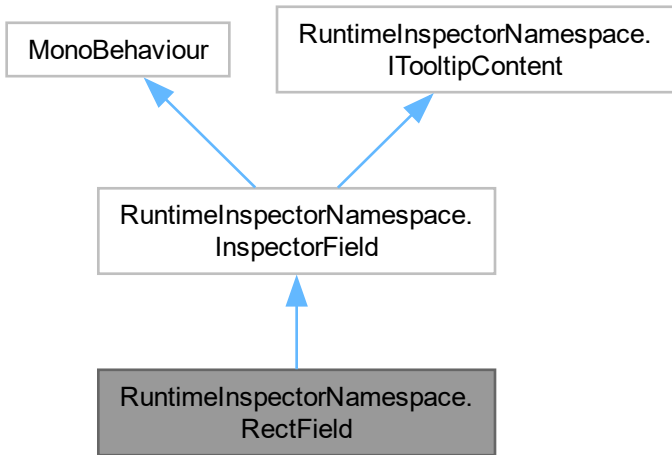 MonoBehaviour
RuntimeInspectorNamespace.
ITooltipContent
RuntimeInspectorNamespace.
InspectorField
RuntimeInspectorNamespace.
RectField